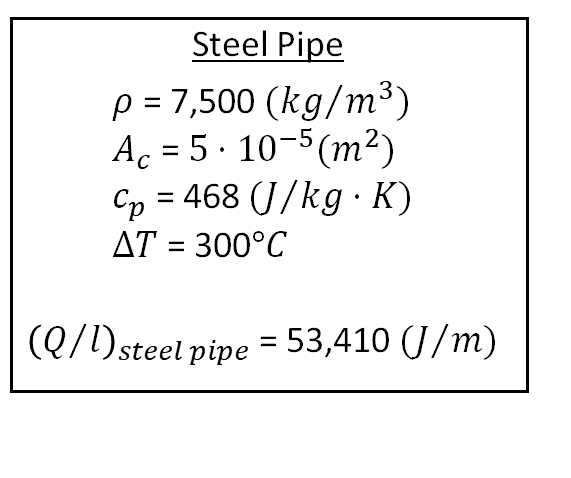 Steel Pipe
ρ = 7,500 (kg/m³)
A_c = 5 · 10⁻⁵(m²)
c_p = 468 (J/kg · K)
ΔT = 300°C
(Q/l)_steel pipe = 53,410 (J/m)